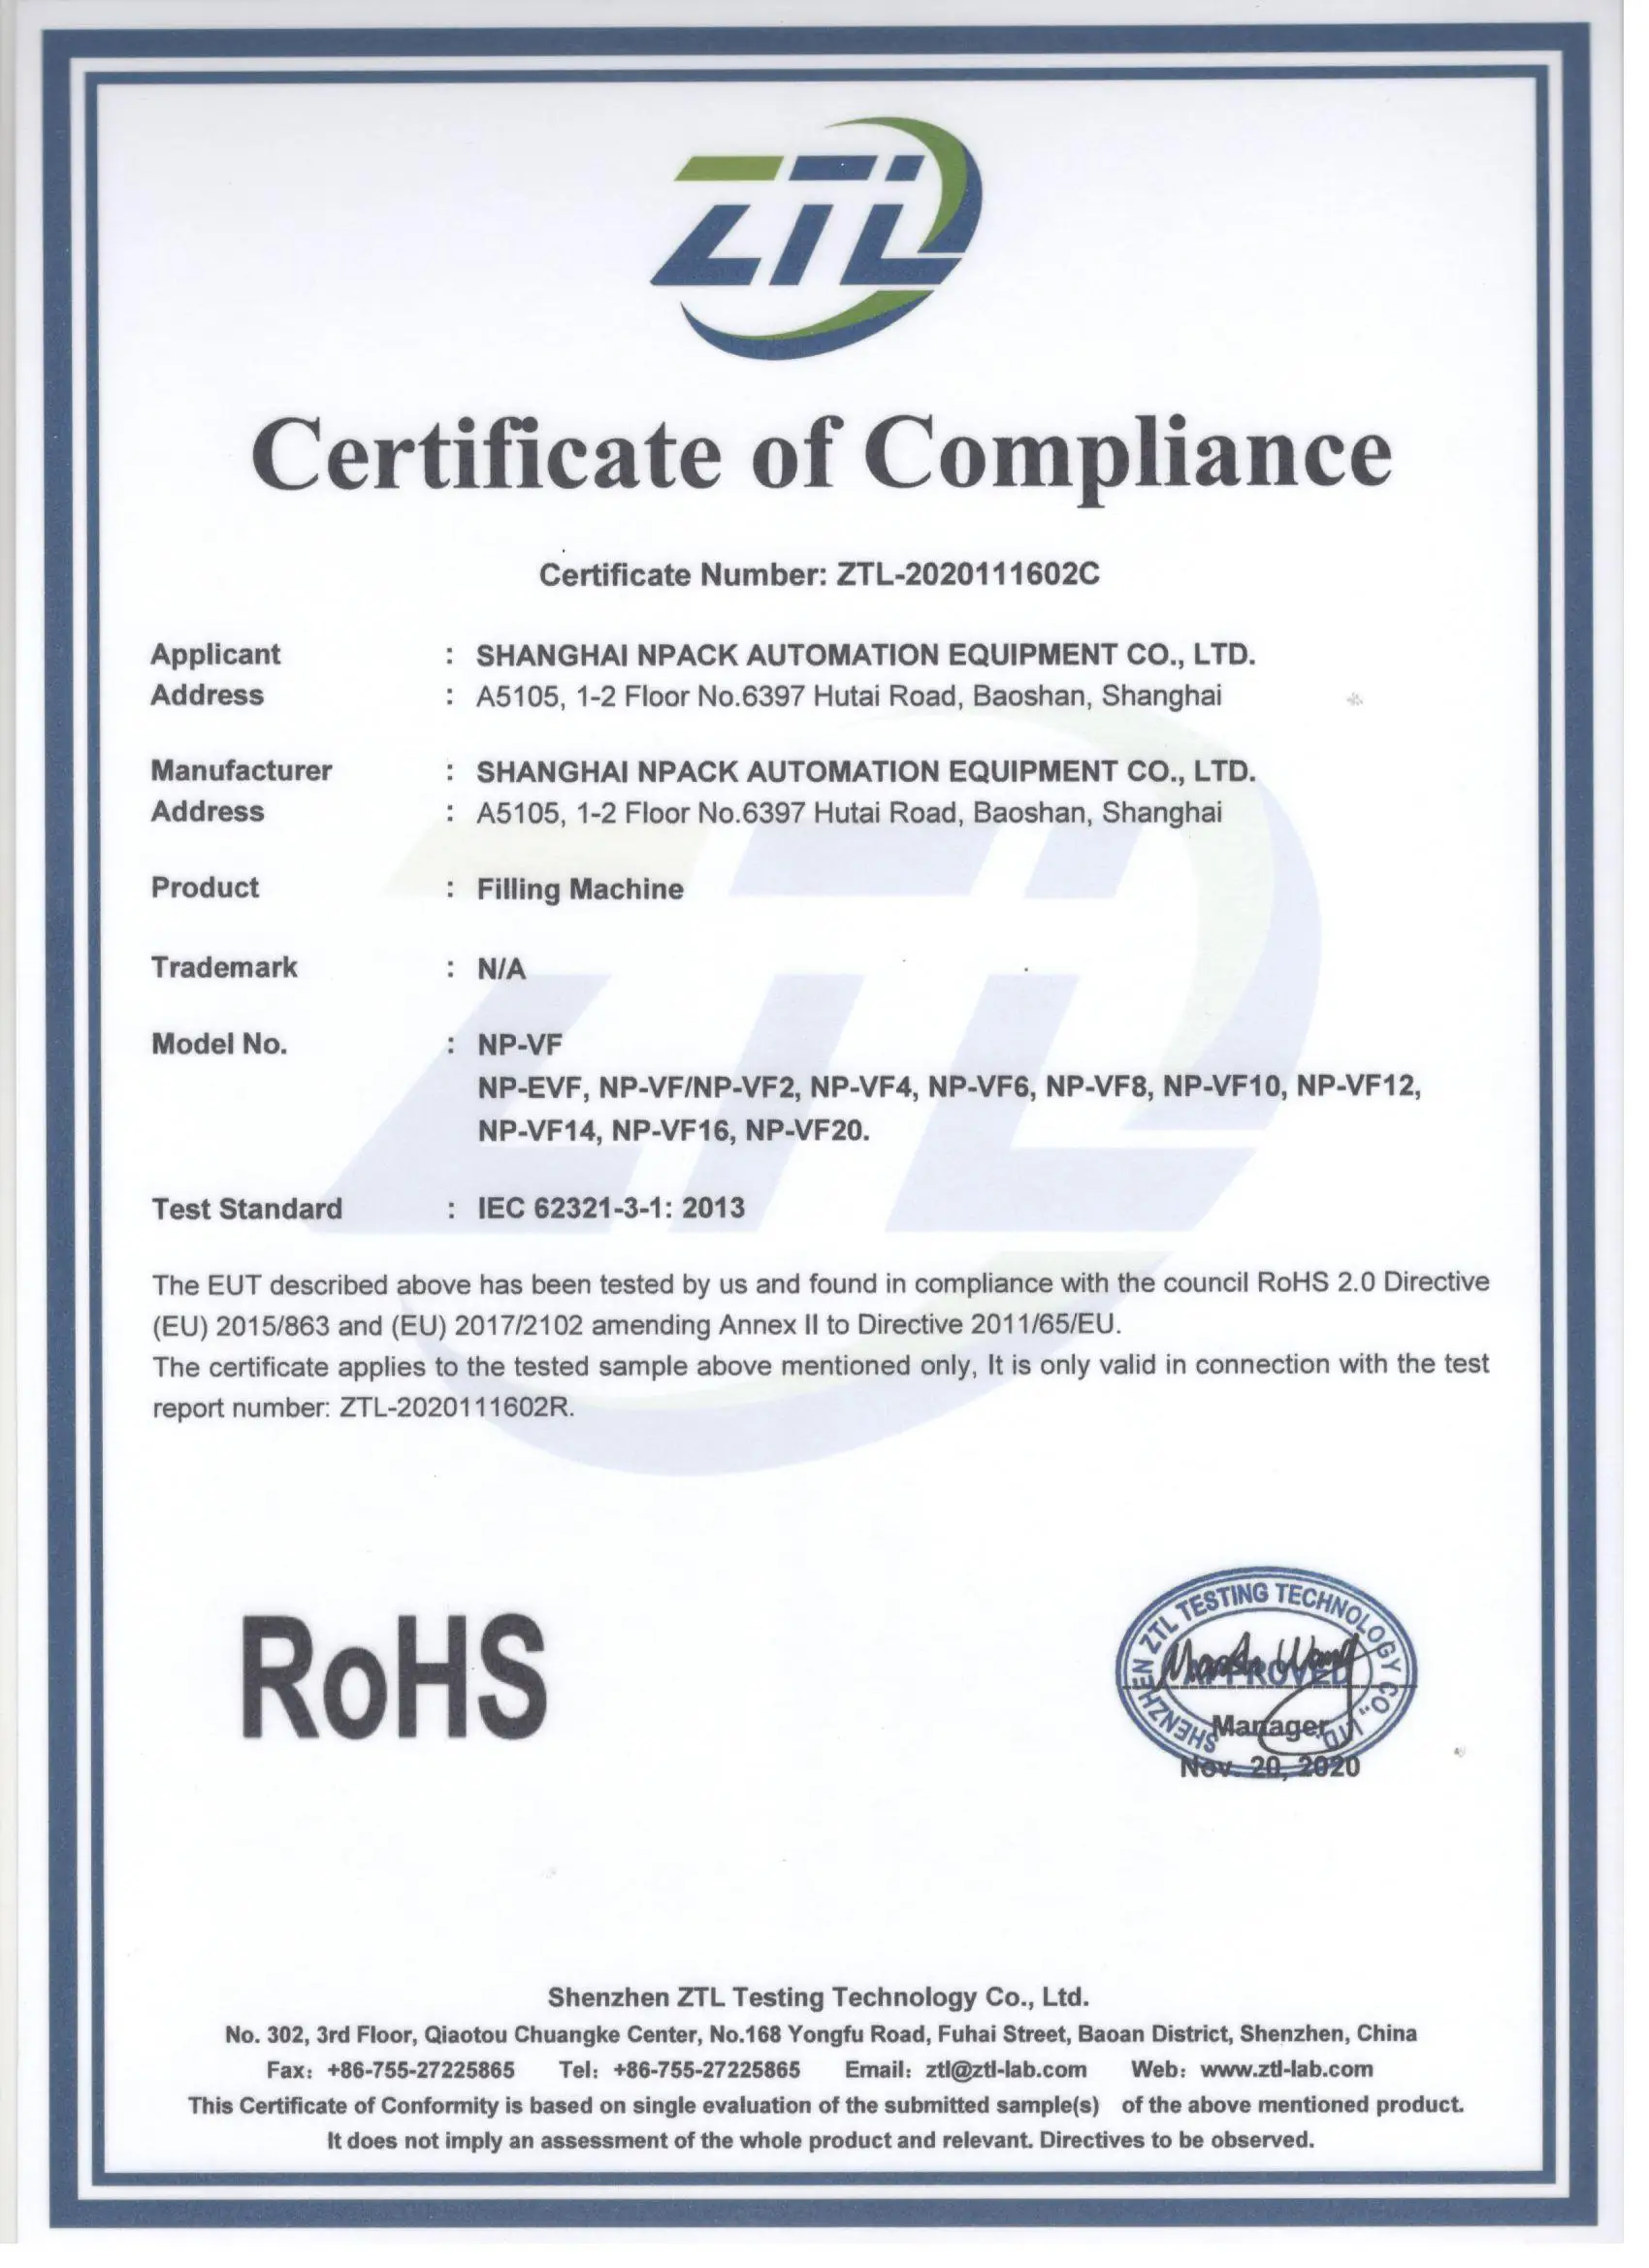 ZTL
Certificate of Compliance
Certificate Number: ZTL-2020111602C
Applicant : SHANGHAI NPACK AUTOMATION EQUIPMENT CO., LTD.
Address : A5105, 1-2 Floor No.6397 Hutai Road, Baoshan, Shanghai
Manufacturer : SHANGHAI NPACK AUTOMATION EQUIPMENT CO., LTD.
Address : A5105, 1-2 Floor No.6397 Hutai Road, Baoshan, Shanghai
Product : Filling Machine
Trademark : N/A
Model No. : NP-VF
NP-EVF, NP-VF/NP-VF2, NP-VF4, NP-VF6, NP-VF8, NP-VF10, NP-VF12,
NP-VF14, NP-VF16, NP-VF20.
Test Standard : IEC 62321-3-1: 2013
The EUT described above has been tested by us and found in compliance with the council RoHS 2.0 Directive
(EU) 2015/863 and (EU) 2017/2102 amending Annex II to Directive 2011/65/EU.
The certificate applies to the tested sample above mentioned only, It is only valid in connection with the test
report number: ZTL-2020111602R.
RoHS
SHENZHEN ZTL TESTING TECHNOLOGY CO., LTD.
APPROVED
Manager
Nov. 20, 2020
Shenzhen ZTL Testing Technology Co., Ltd.
No. 302, 3rd Floor, Qiaotou Chuangke Center, No.168 Yongfu Road, Fuhai Street, Baoan District, Shenzhen, China
Fax: +86-755-27225865 Tel: +86-755-27225865 Email: ztl@ztl-lab.com Web: www.ztl-lab.com
This Certificate of Conformity is based on single evaluation of the submitted sample(s) of the above mentioned product.
It does not imply an assessment of the whole product and relevant. Directives to be observed.